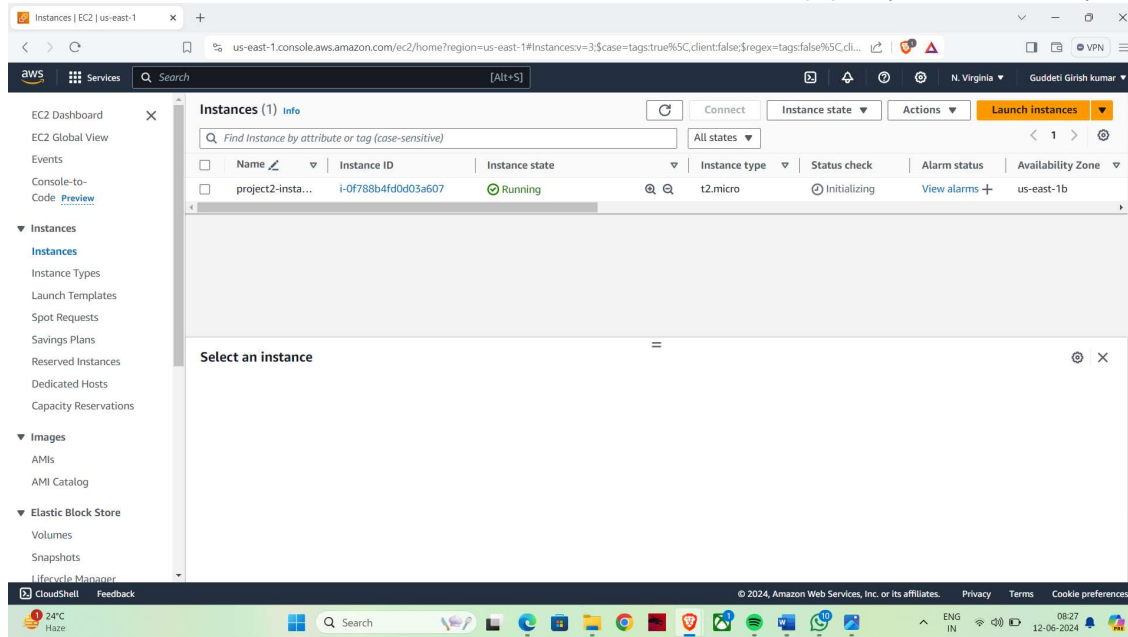 Instances | EC2 | us-east-1
us-east-1.console.aws.amazon.com/ec2/home?region=us-east-1#Instances:v=3;$case=tags:true%5C,client:false;$regex=tags:false%5C,cli...
VPN
aws Services Search [Alt+S] N. Virginia Guddeti Girish kumar
EC2 Dashboard
EC2 Global View
Events
Console-to-
Code Preview
Instances
Instances
Instance Types
Launch Templates
Spot Requests
Savings Plans
Reserved Instances
Dedicated Hosts
Capacity Reservations
Images
AMIs
AMI Catalog
Elastic Block Store
Volumes
Snapshots
Lifecycle Manager
Instances (1) Info
Connect Instance state Actions Launch instances
Find Instance by attribute or tag (case-sensitive) All states 1
Name Instance ID Instance state Instance type Status check Alarm status Availability Zone
project2-insta... i-0f788b4fd0d03a607 Running t2.micro Initializing View alarms + us-east-1b
Select an instance
CloudShell Feedback © 2024, Amazon Web Services, Inc. or its affiliates. Privacy Terms Cookie preferences
1 24°C Search ENG 08:27
Haze IN 12-06-2024